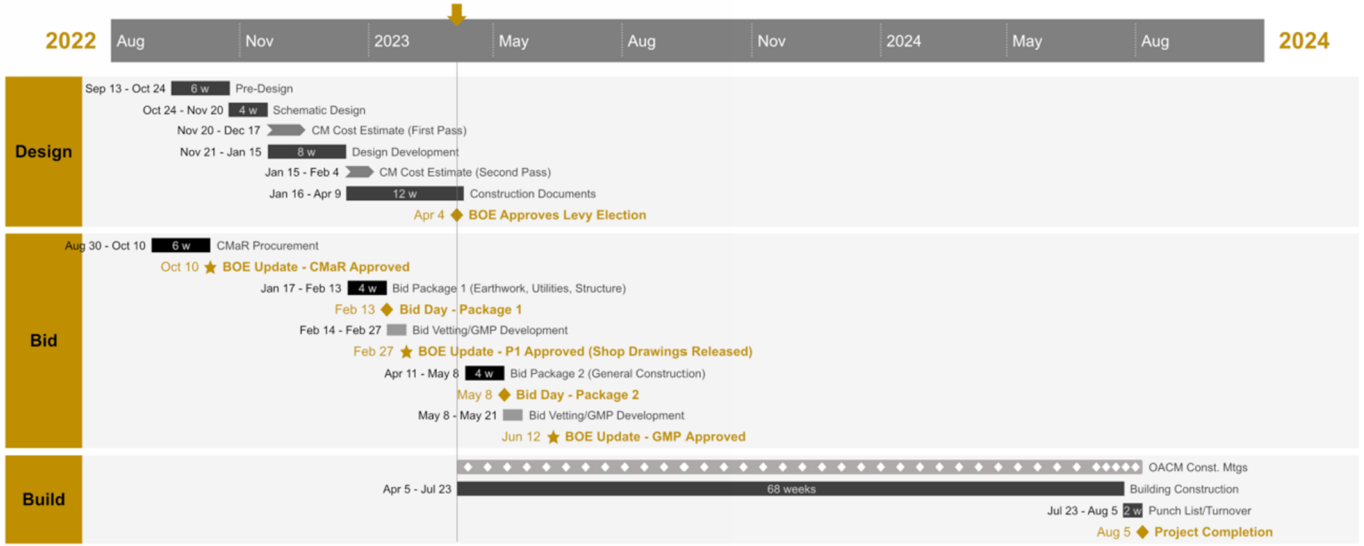 2022 Aug Nov 2023 May Aug Nov 2024 May Aug 2024
Design
Sep 13 - Oct 24 6 w Pre-Design
Oct 24 - Nov 20 4 w Schematic Design
Nov 20 - Dec 17 CM Cost Estimate (First Pass)
Nov 21 - Jan 15 8 w Design Development
Jan 15 - Feb 4 CM Cost Estimate (Second Pass)
Jan 16 - Apr 9 12 w Construction Documents
Apr 4 BOE Approves Levy Election
Bid
Aug 30 - Oct 10 6 w CMaR Procurement
Oct 10 BOE Update - CMaR Approved
Jan 17 - Feb 13 4 w Bid Package 1 (Earthwork, Utilities, Structure)
Feb 13 Bid Day - Package 1
Feb 14 - Feb 27 Bid Vetting/GMP Development
Feb 27 BOE Update - P1 Approved (Shop Drawings Released)
Apr 11 - May 8 4 w Bid Package 2 (General Construction)
May 8 Bid Day - Package 2
May 8 - May 21 Bid Vetting/GMP Development
Jun 12 BOE Update - GMP Approved
Build
OACM Const. Mtgs
Apr 5 - Jul 23 68 weeks Building Construction
Jul 23 - Aug 5 2 w Punch List/Turnover
Aug 5 Project Completion